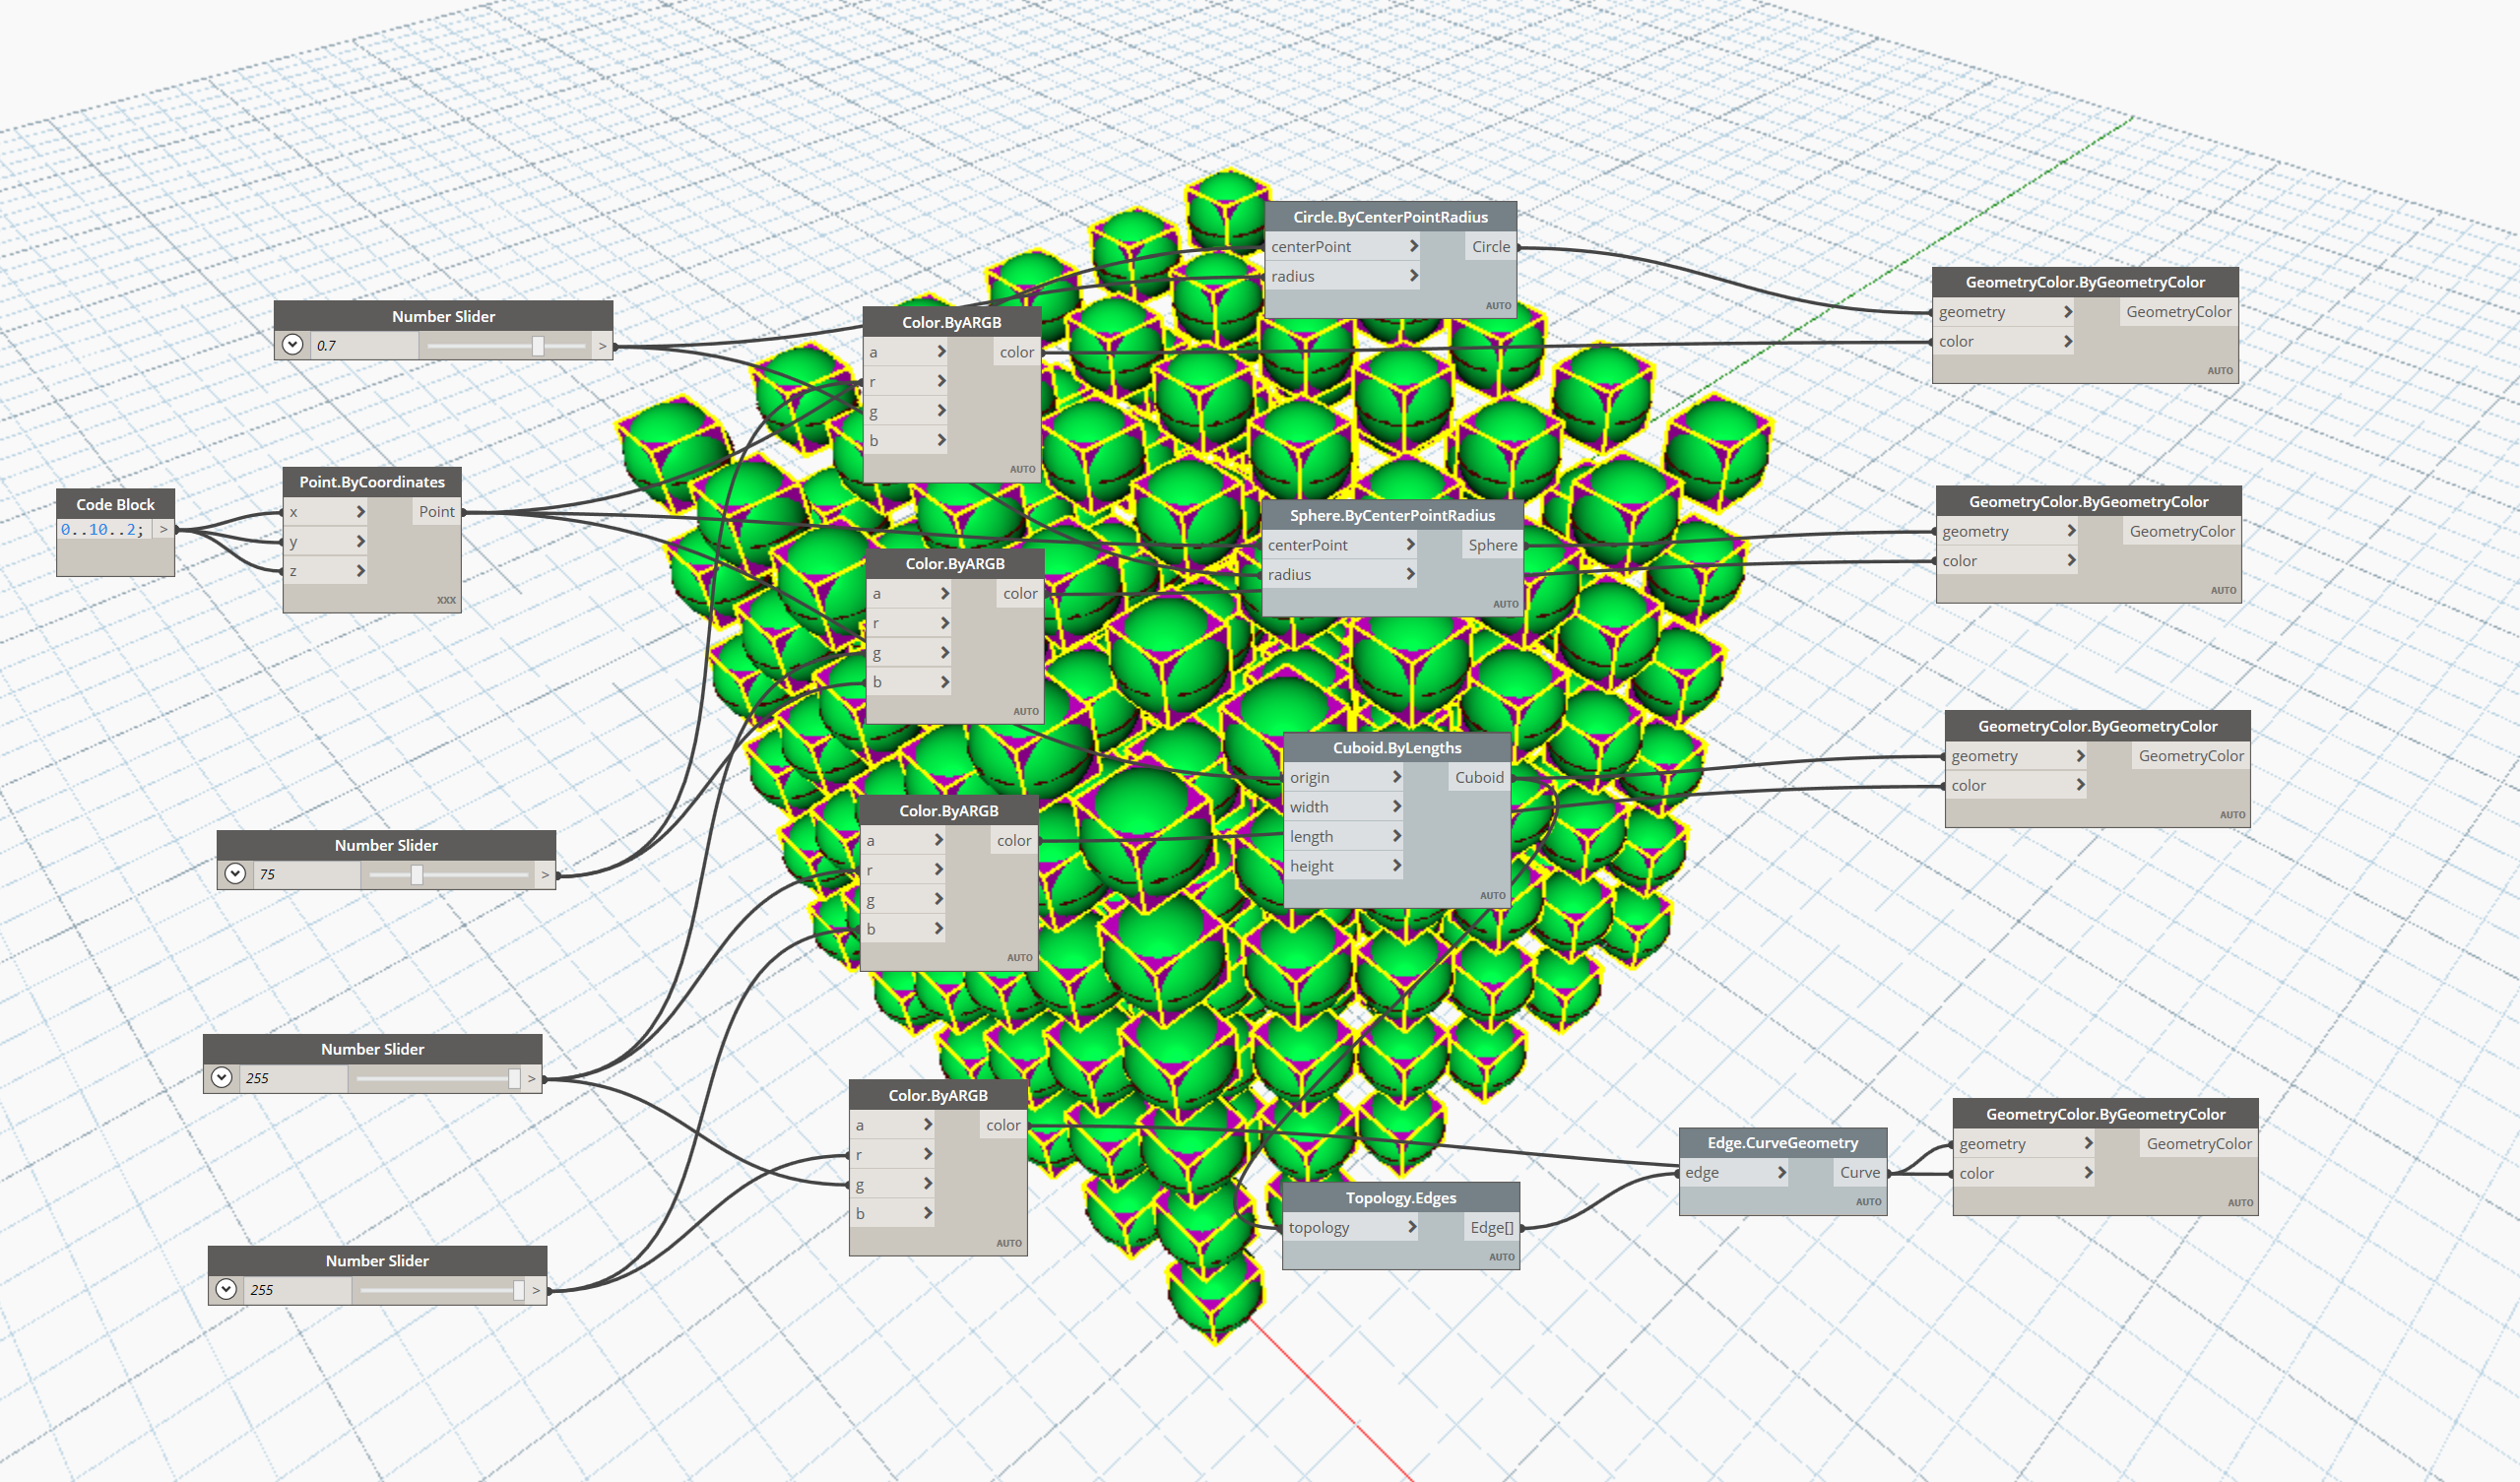 Circle.ByCenterPointRadius
centerPoint > Circle
radius >
AUTO
GeometryColor.ByGeometryColor
geometry > GeometryColor
color >
AUTO
Number Slider
0.7 >
Color.ByARGB
a > color
r >
g >
b >
AUTO
Code Block
0..10..2; >
Point.ByCoordinates
x > Point
y >
z >
XXX
Sphere.ByCenterPointRadius
centerPoint > Sphere
radius >
AUTO
GeometryColor.ByGeometryColor
geometry > GeometryColor
color >
AUTO
Color.ByARGB
a > color
r >
g >
b >
AUTO
Cuboid.ByLengths
origin > Cuboid
width >
length >
height >
AUTO
GeometryColor.ByGeometryColor
geometry > GeometryColor
color >
AUTO
Number Slider
75 >
Color.ByARGB
a > color
r >
g >
b >
AUTO
Number Slider
255 >
Color.ByARGB
a > color
r >
g >
b >
AUTO
Topology.Edges
topology > Edge[]
AUTO
Edge.CurveGeometry
edge > Curve
AUTO
GeometryColor.ByGeometryColor
geometry > GeometryColor
color >
AUTO
Number Slider
255 >